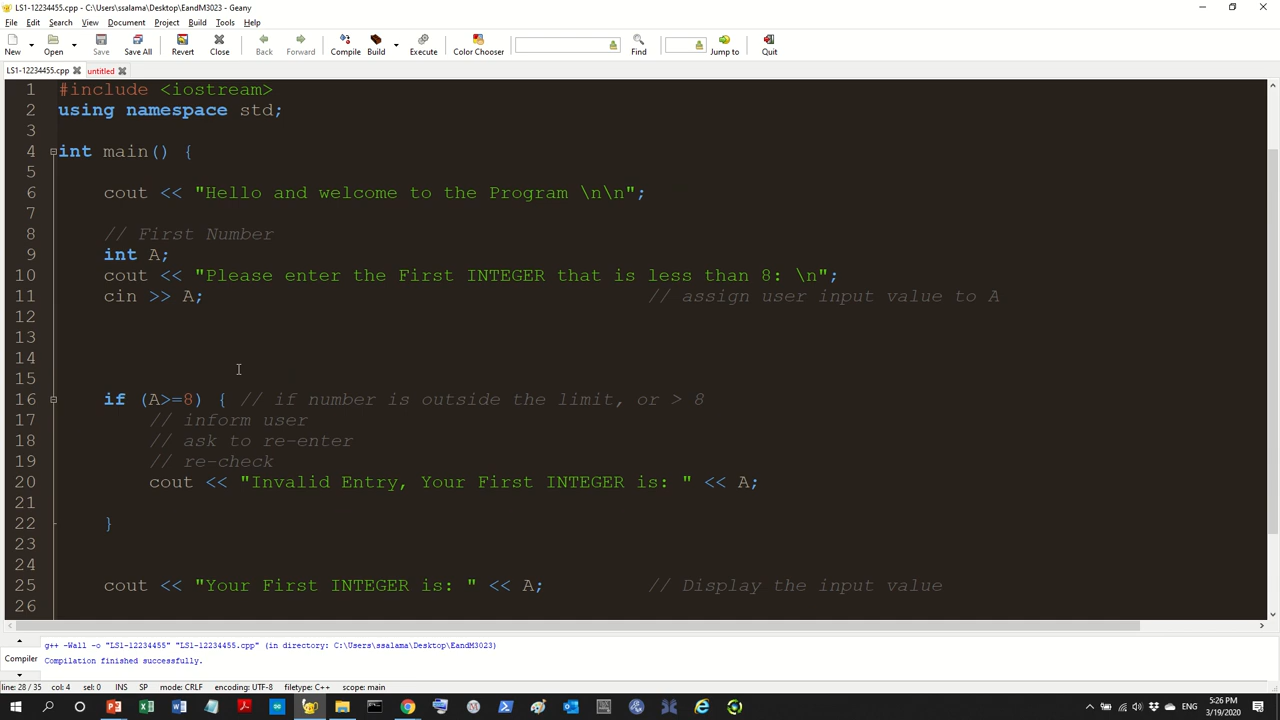 LS1-12234455.cpp - C:\Users\ssalama\Desktop\EandM3023 - Geany
File Edit Search View Document Project Build Tools Help
New Open Save Save All Revert Close Back Forward Compile Build Execute Color Chooser Find Jump to Quit
LS1-12234455.cpp untitled
1 #include <iostream>
2 using namespace std;
3
4 int main() {
5
6 cout << "Hello and welcome to the Program \n\n";
7
8 // First Number
9 int A;
10 cout << "Please enter the First INTEGER that is less than 8: \n";
11 cin >> A; // assign user input value to A
12
13
14
15
16 if (A>=8) { // if number is outside the limit, or > 8
17 // inform user
18 // ask to re-enter
19 // re-check
20 cout << "Invalid Entry, Your First INTEGER is: " << A;
21
22 }
23
24
25 cout << "Your First INTEGER is: " << A; // Display the input value
26
g++ -Wall -o "LS1-12234455" "LS1-12234455.cpp" (in directory: C:\Users\ssalama\Desktop\EandM3023)
Compiler Compilation finished successfully.
line: 28 / 35 col: 4 sel: 0 INS SP mode: CRLF encoding: UTF-8 filetype: C++ scope: main
5:26 PM
3/19/2020